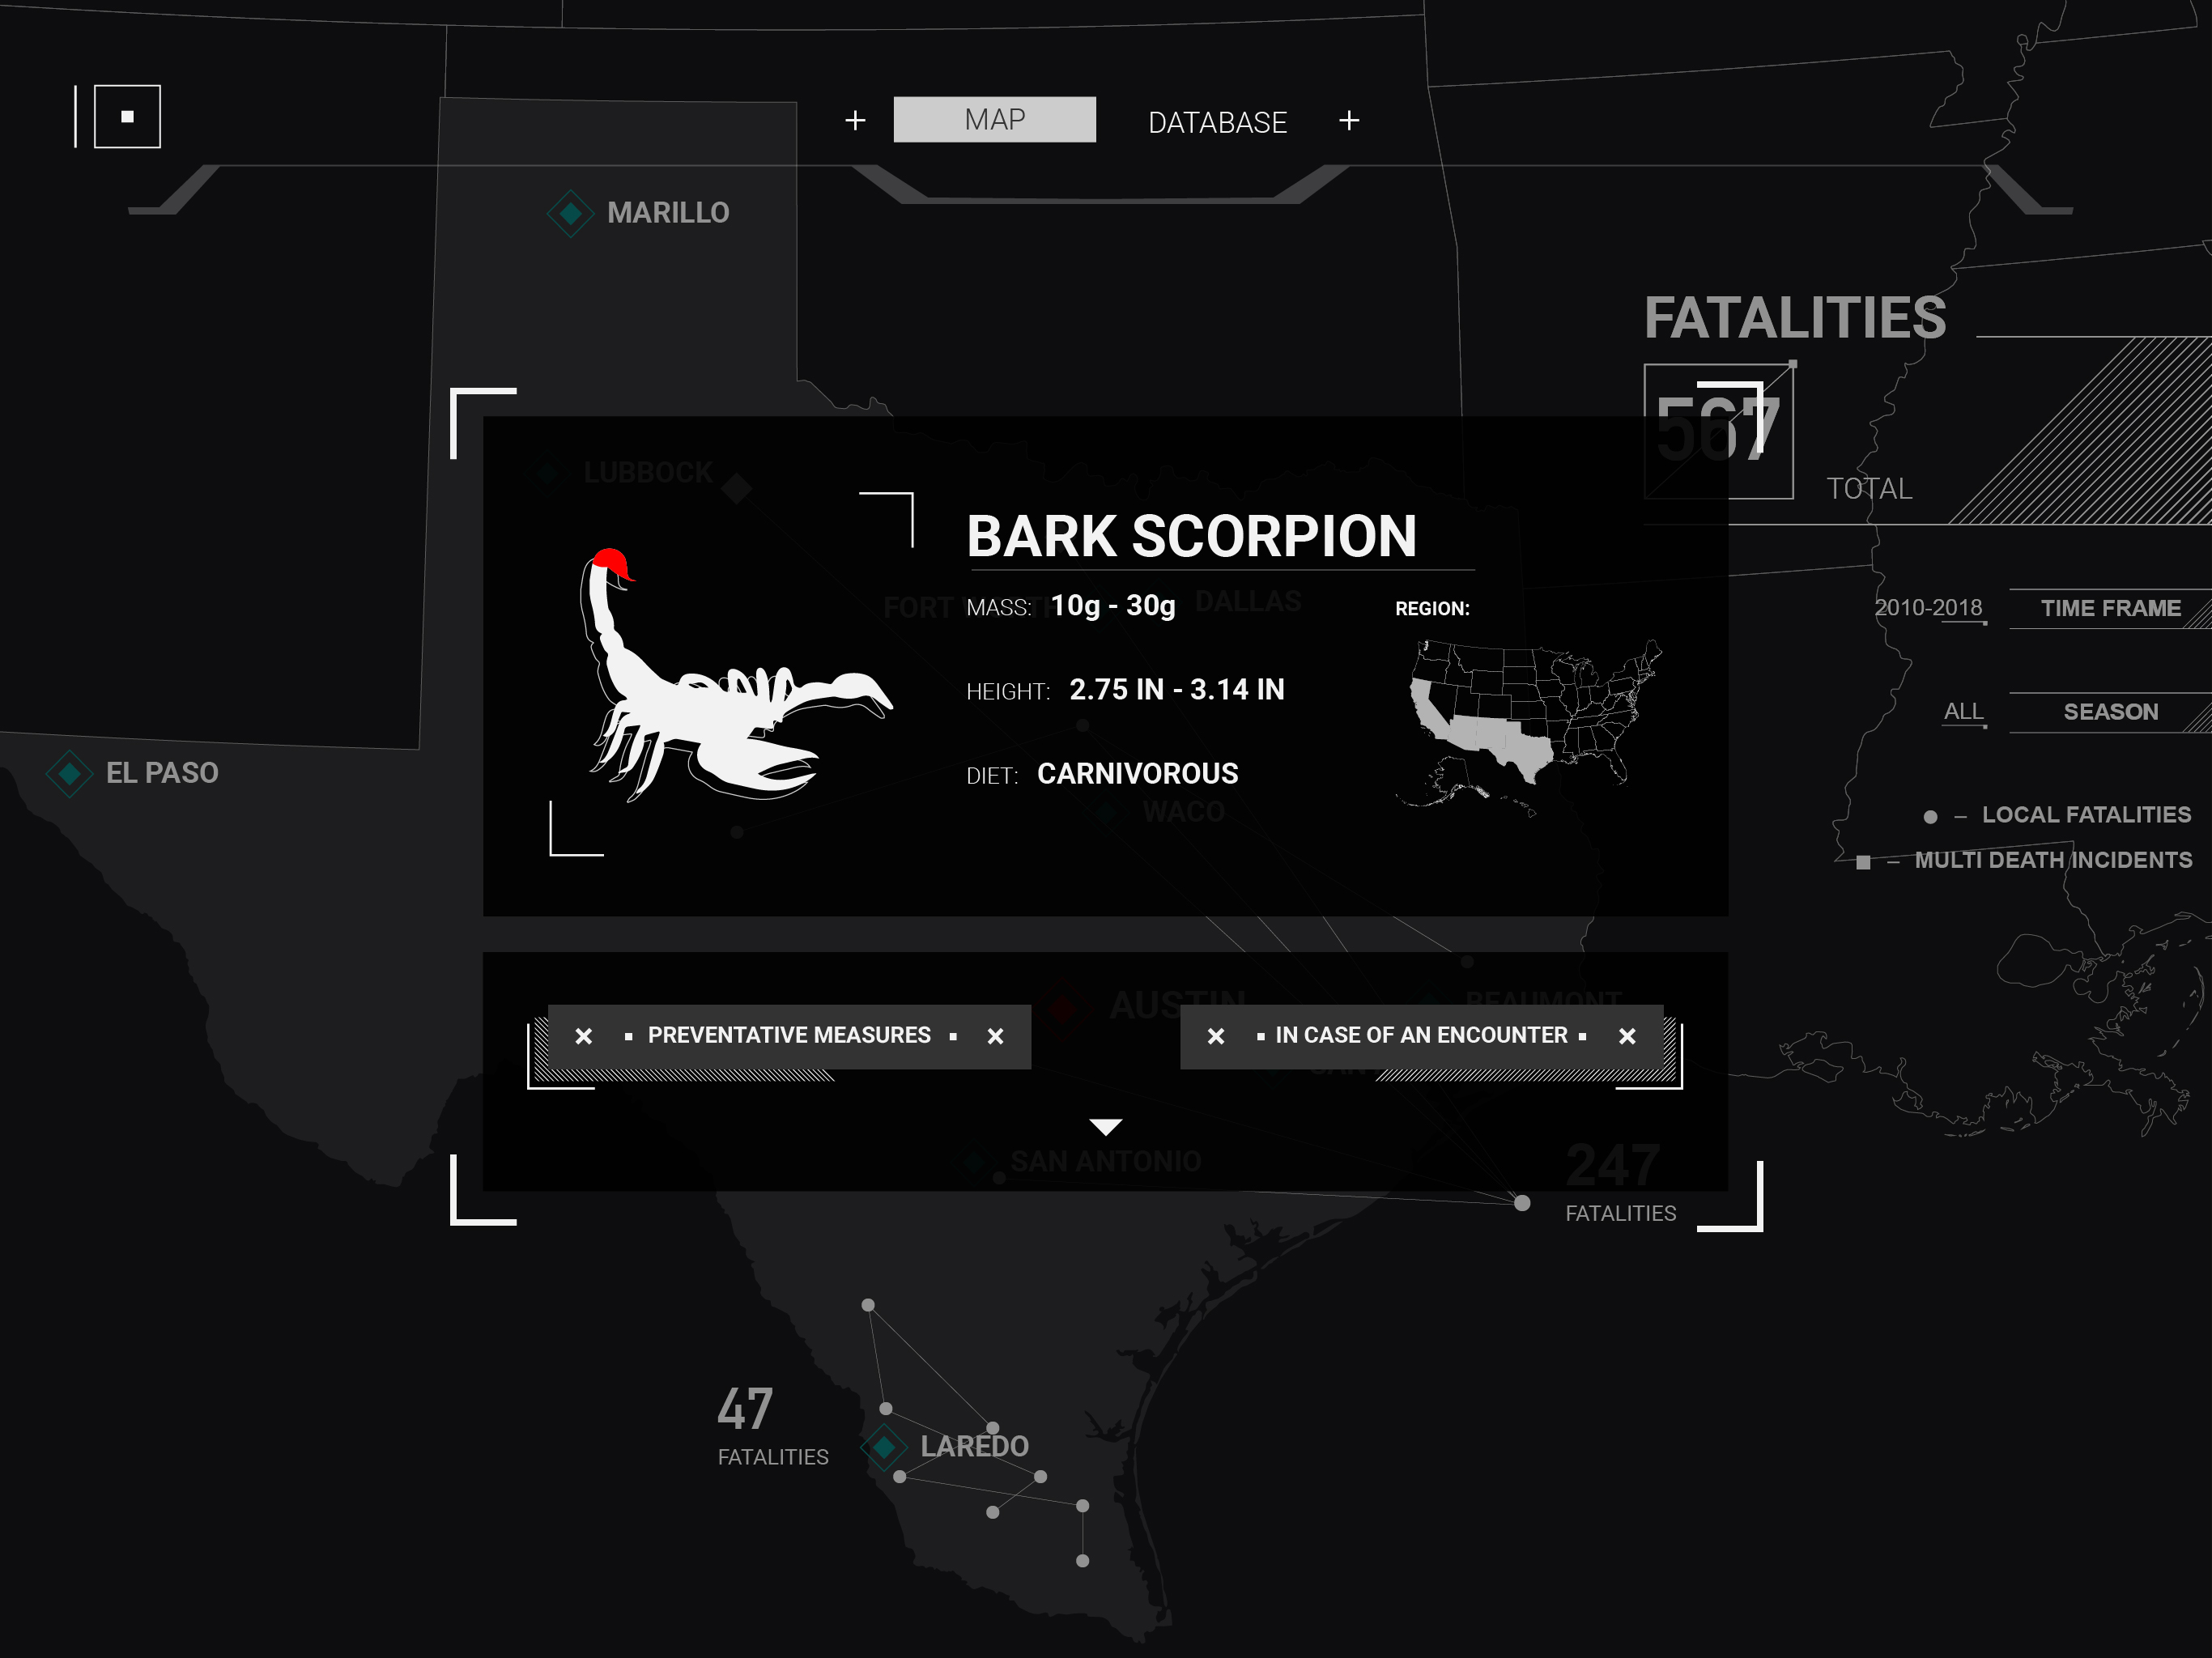 MAP
DATABASE
MARILLO
FATALITIES
567
TOTAL
LUBBOCK
BARK SCORPION
FORT WORTH
DALLAS
MASS: 10g - 30g
REGION:
2010-2018
TIME FRAME
HEIGHT: 2.75 IN - 3.14 IN
ALL
SEASON
EL PASO
DIET: CARNIVOROUS
WACO
LOCAL FATALITIES
MULTI DEATH INCIDENTS
AUSTIN
BEAUMONT
PREVENTATIVE MEASURES
IN CASE OF AN ENCOUNTER
SAN ANTONIO
247
FATALITIES
47
FATALITIES
LAREDO